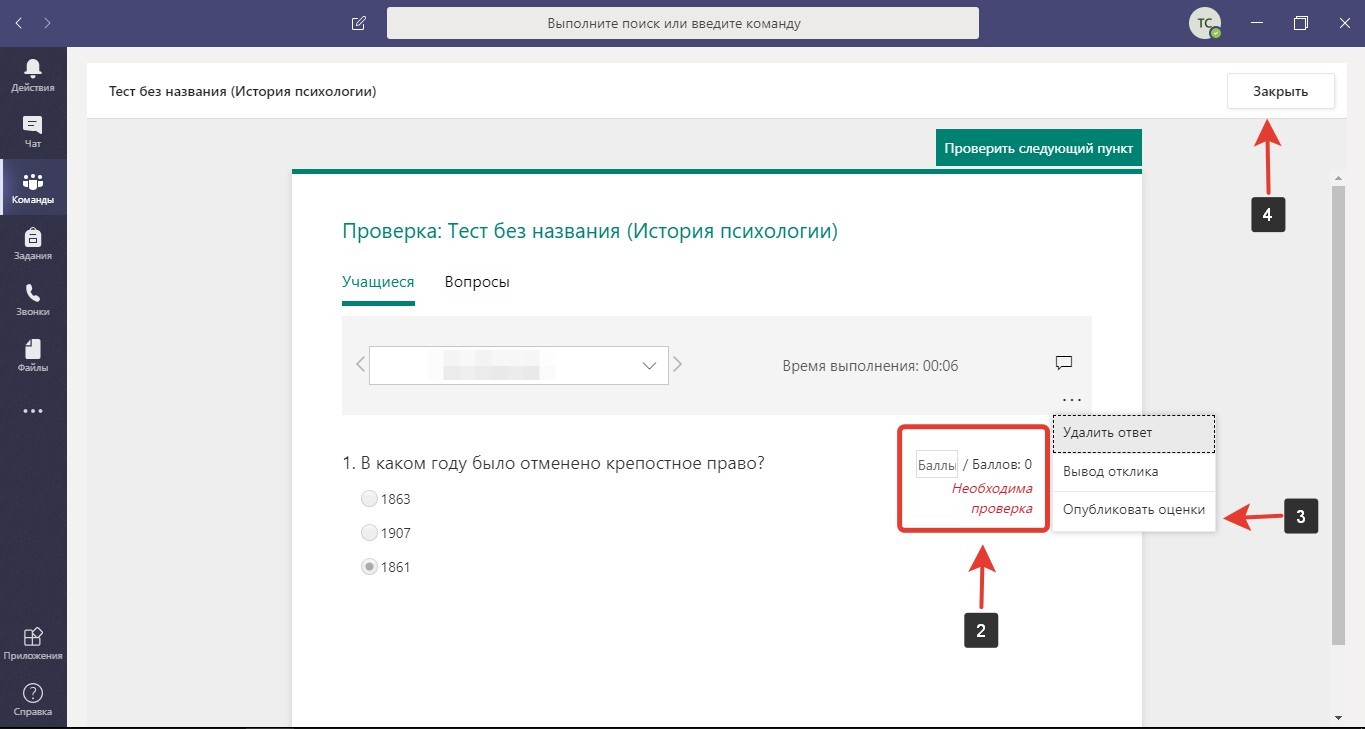 Выполните поиск или введите команду
TC
Действия
Чат
Команды
Задания
Звонки
Файлы
Приложения
Справка
Тест без названия (История психологии)
Закрыть
4
Проверить следующий пункт
Проверка: Тест без названия (История психологии)
Учащиеся
Вопросы
Время выполнения: 00:06
Удалить ответ
Вывод отклика
Опубликовать оценки
3
1. В каком году было отменено крепостное право?
Баллы / Баллов: 0
Необходима
проверка
1863
1907
1861
2